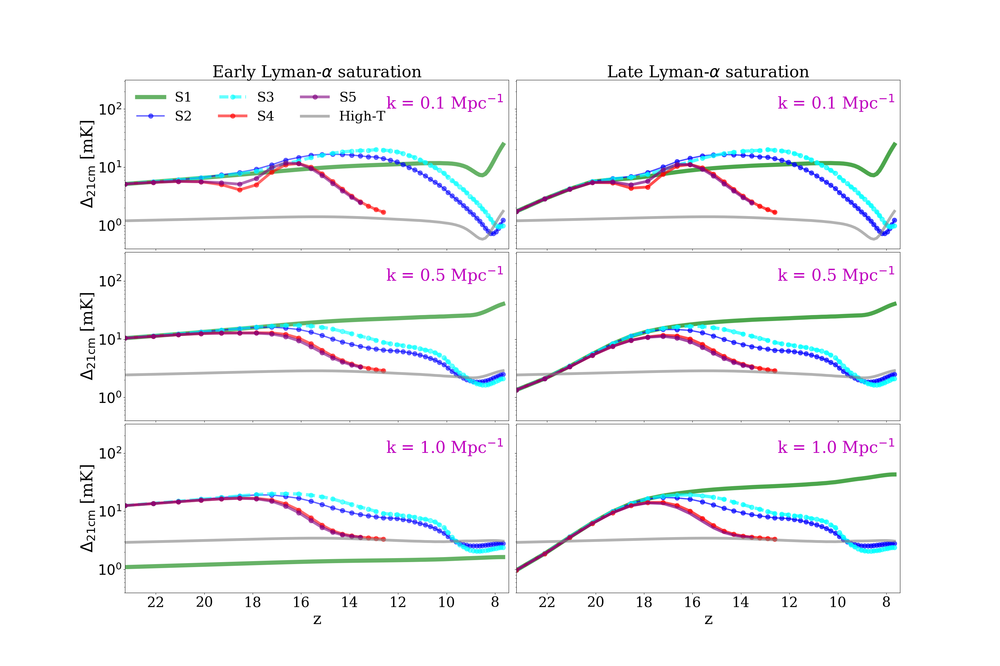 Early Lyman-α saturation
Late Lyman-α saturation
S1 S3 S5
S2 S4 High-T
k = 0.1 Mpc⁻¹
k = 0.1 Mpc⁻¹
10²
10¹
10⁰
Δ₂₁cm [mK]
k = 0.5 Mpc⁻¹
k = 0.5 Mpc⁻¹
10²
10¹
10⁰
Δ₂₁cm [mK]
k = 1.0 Mpc⁻¹
k = 1.0 Mpc⁻¹
10²
10¹
10⁰
Δ₂₁cm [mK]
22 20 18 16 14 12 10 8
22 20 18 16 14 12 10 8
z
z